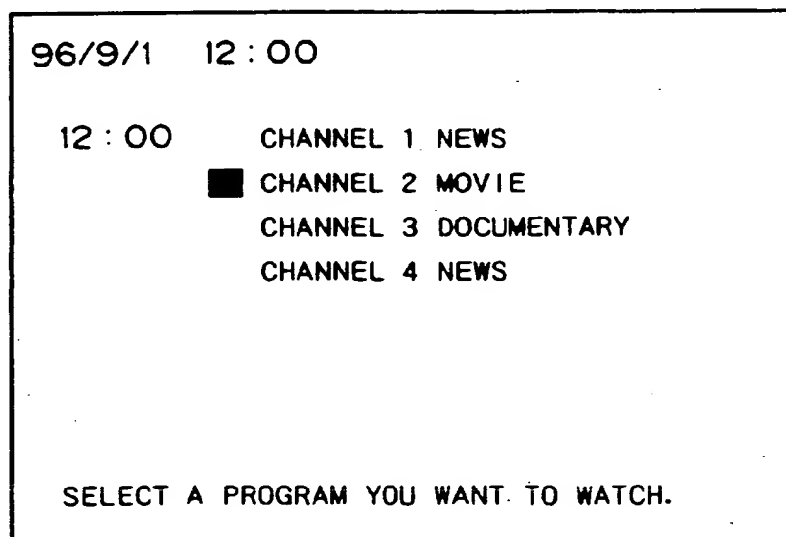 96/9/1 12:00
12:00 CHANNEL 1 NEWS
CHANNEL 2 MOVIE
CHANNEL 3 DOCUMENTARY
CHANNEL 4 NEWS
SELECT A PROGRAM YOU WANT TO WATCH.